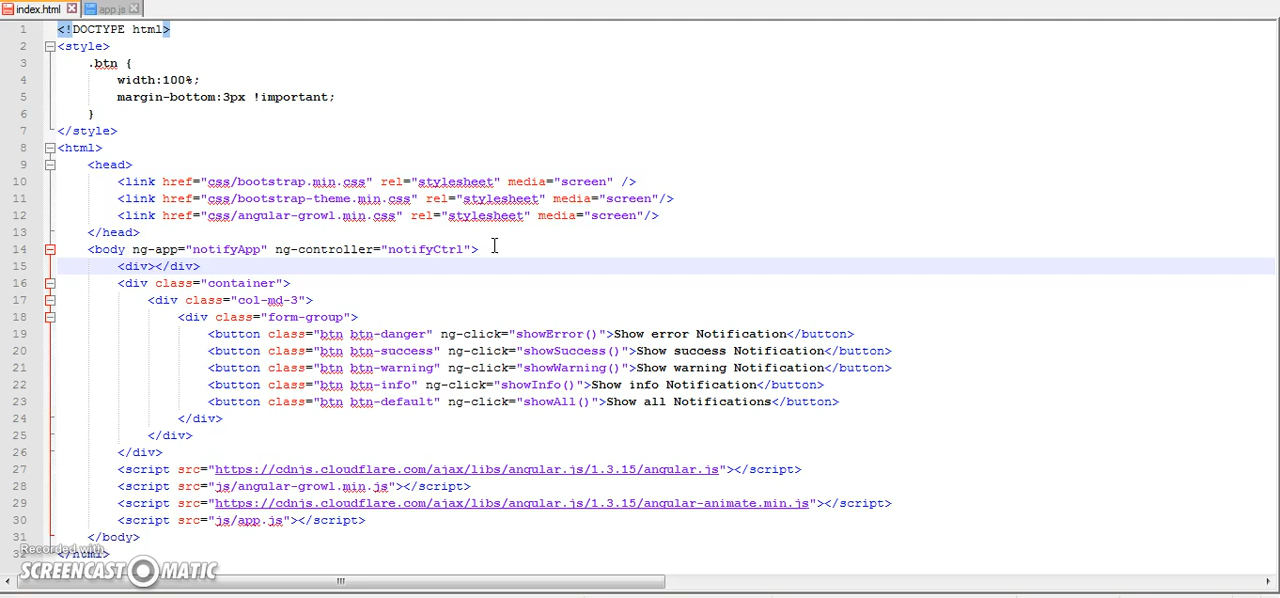 index.html app.js
1 <!DOCTYPE html>
2 <style>
3 .btn {
4 width:100%;
5 margin-bottom:3px !important;
6 }
7 </style>
8 <html>
9 <head>
10 <link href="css/bootstrap.min.css" rel="stylesheet" media="screen" />
11 <link href="css/bootstrap-theme.min.css" rel="stylesheet" media="screen"/>
12 <link href="css/angular-growl.min.css" rel="stylesheet" media="screen"/>
13 </head>
14 <body ng-app="notifyApp" ng-controller="notifyCtrl">
15 <div></div>
16 <div class="container">
17 <div class="col-md-3">
18 <div class="form-group">
19 <button class="btn btn-danger" ng-click="showError()">Show error Notification</button>
20 <button class="btn btn-success" ng-click="showSuccess()">Show success Notification</button>
21 <button class="btn btn-warning" ng-click="showWarning()">Show warning Notification</button>
22 <button class="btn btn-info" ng-click="showInfo()">Show info Notification</button>
23 <button class="btn btn-default" ng-click="showAll()">Show all Notifications</button>
24 </div>
25 </div>
26 </div>
27 <script src="https://cdnjs.cloudflare.com/ajax/libs/angular.js/1.3.15/angular.js"></script>
28 <script src="js/angular-growl.min.js"></script>
29 <script src="https://cdnjs.cloudflare.com/ajax/libs/angular.js/1.3.15/angular-animate.min.js"></script>
30 <script src="js/app.js"></script>
31 </body>
32 </html>
Recorded with
SCREENCAST MATIC